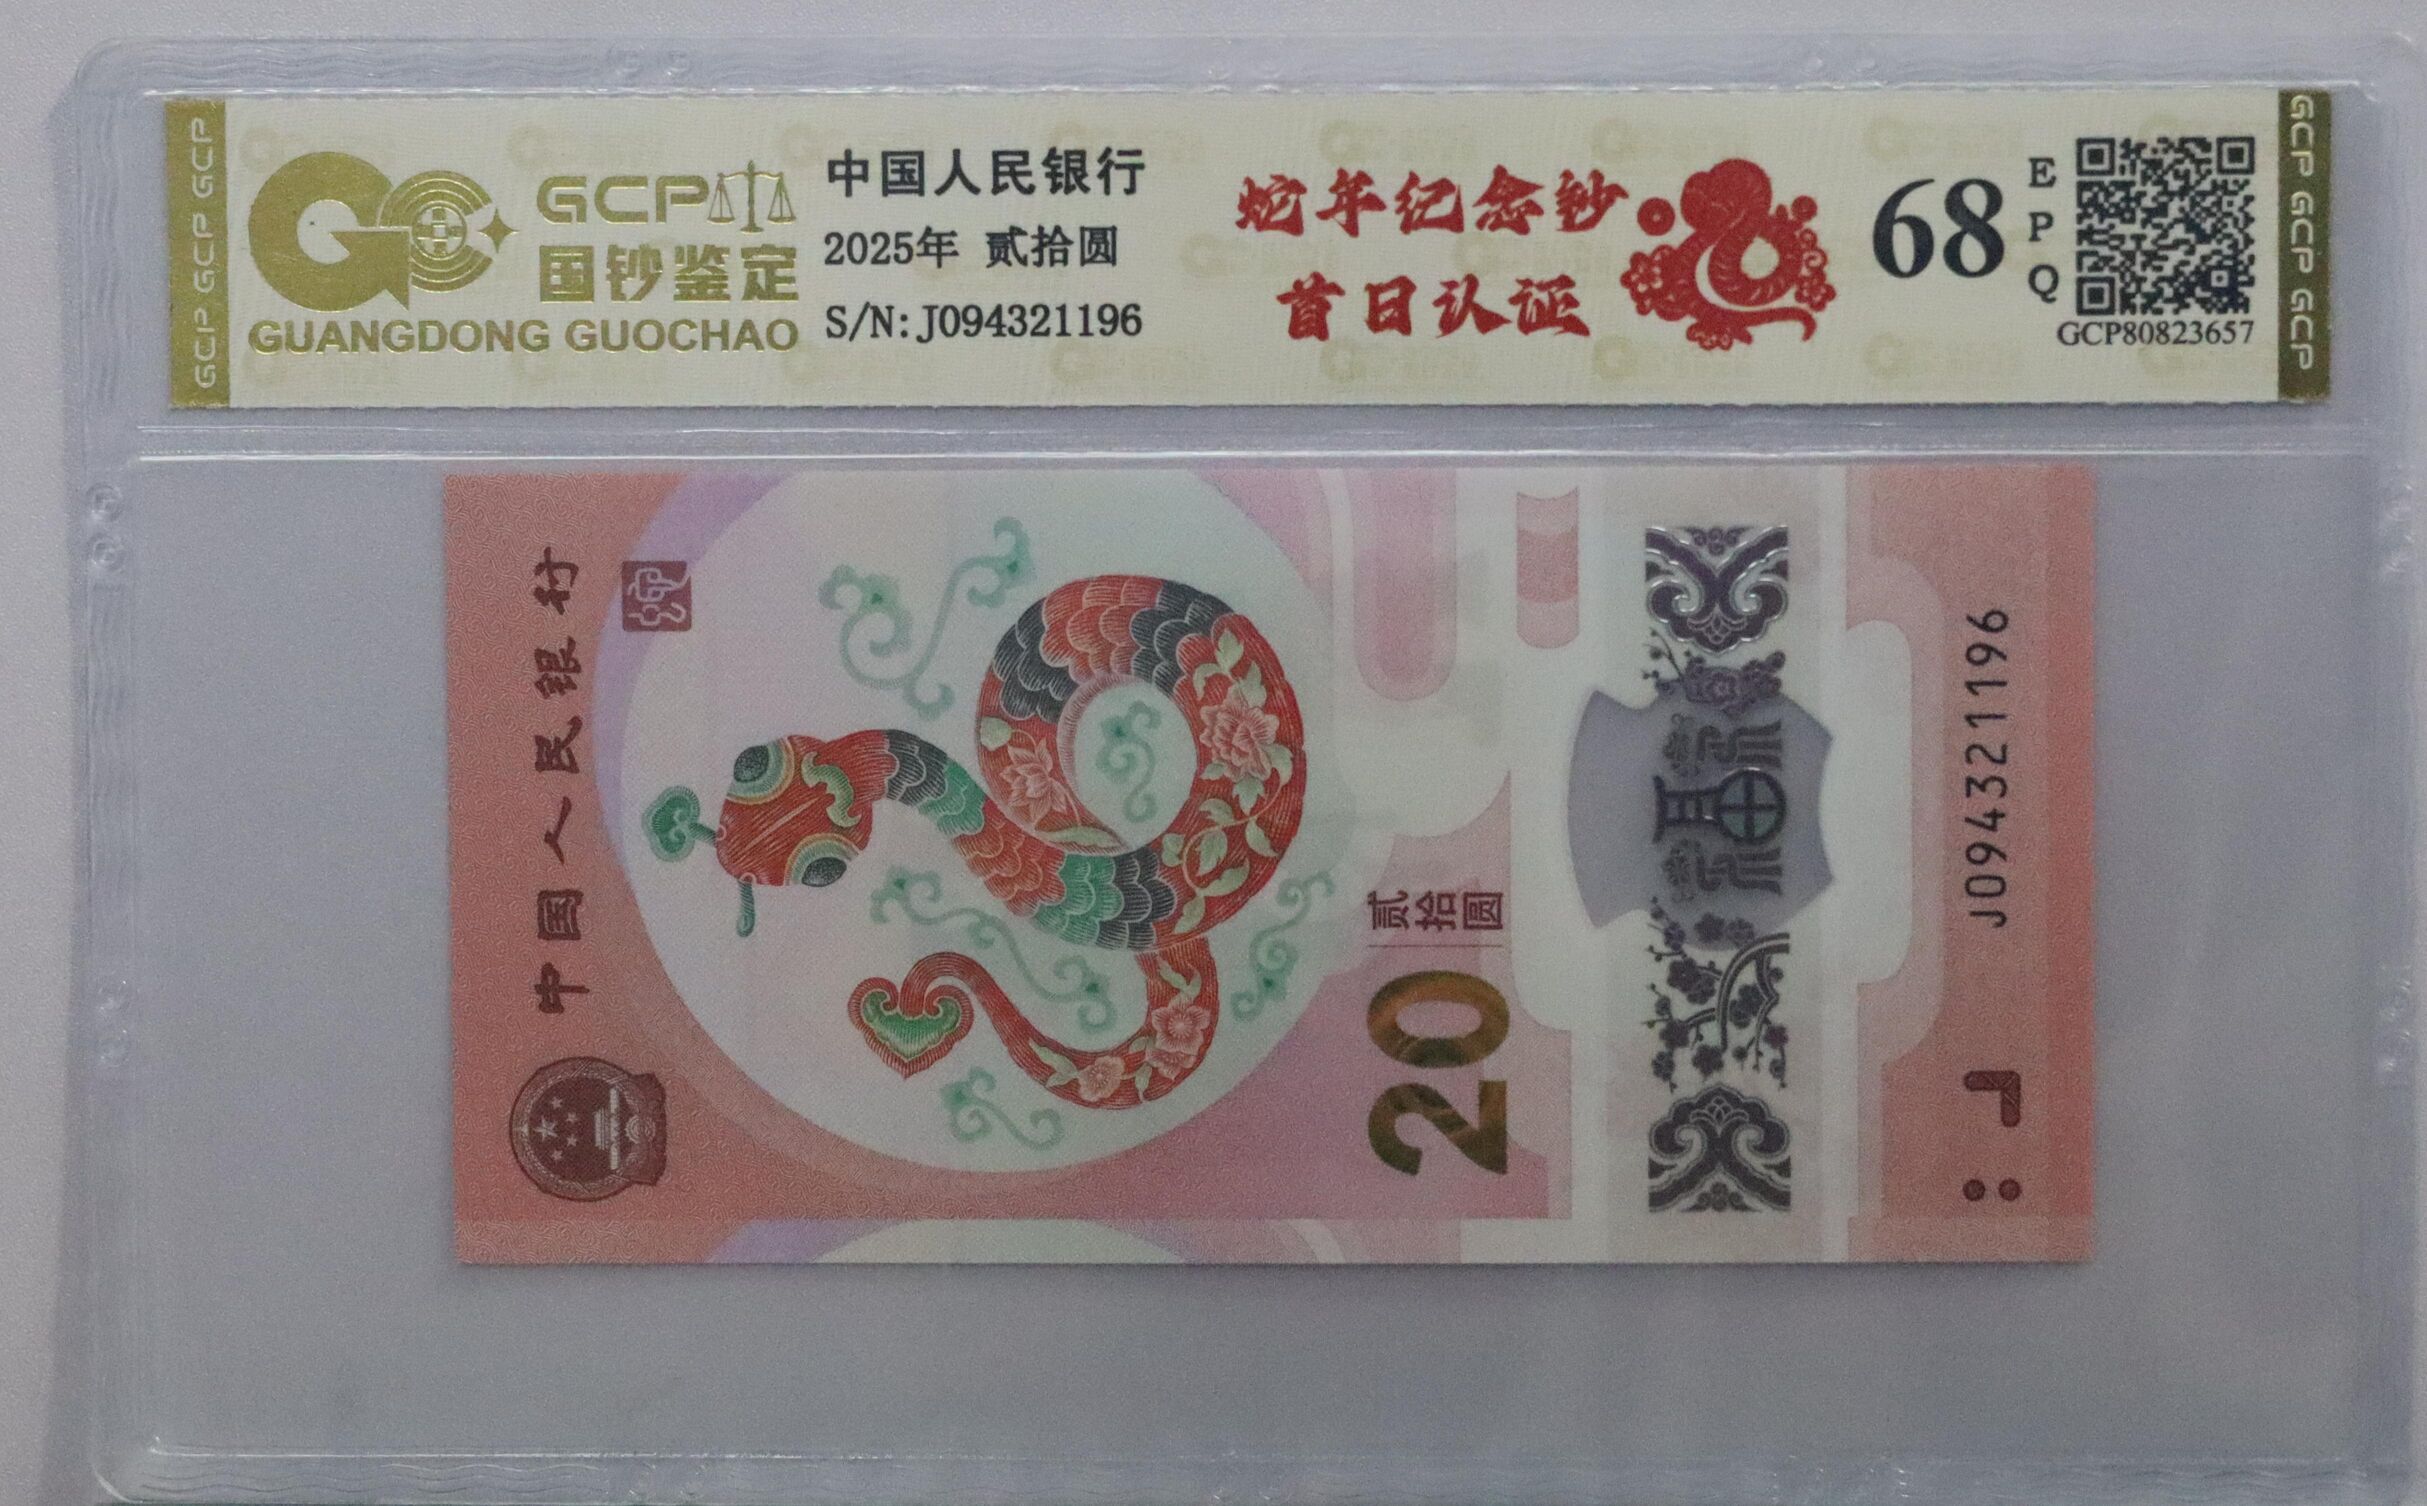 GCP GCP GCP
GCP
国钞鉴定
GUANGDONG GUOCHAO
中国人民银行
2025年 贰拾圆
S/N: J094321196
蛇年纪念钞
首日认证
68
EPQ
GCP80823657
GCP GCP GCP
中国人民银行
贰拾圆
20
J094321196